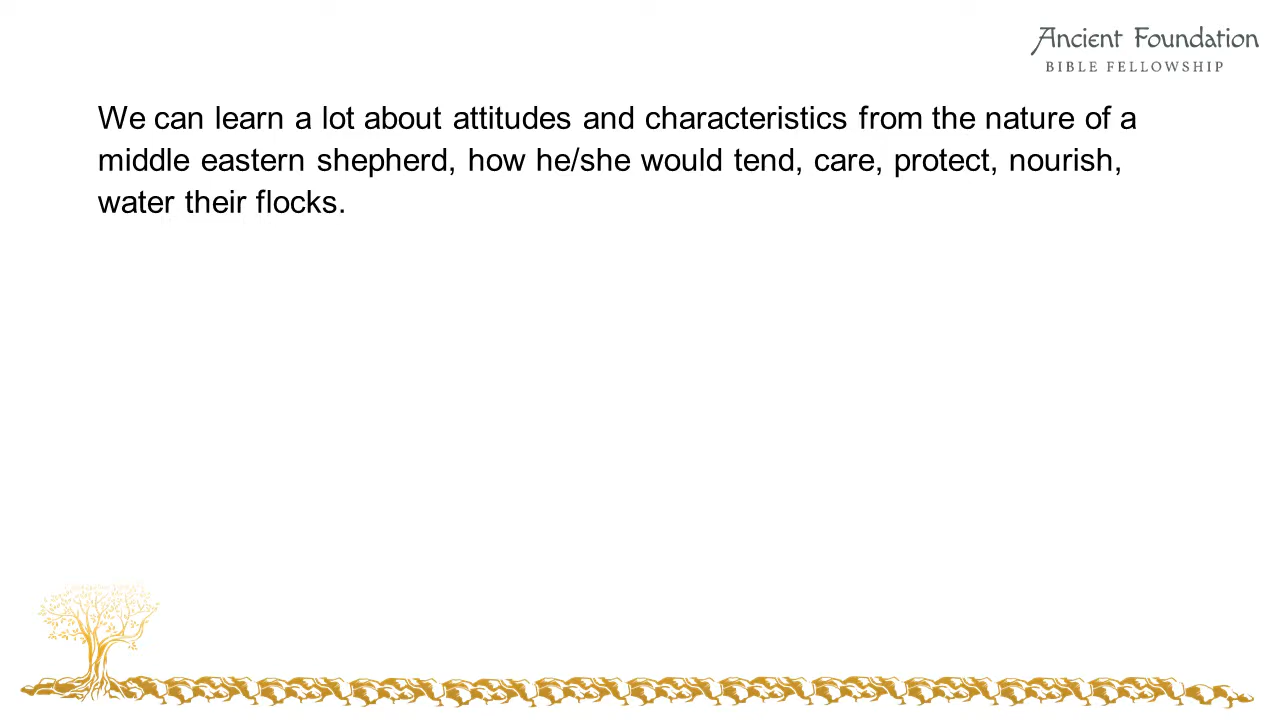 Ancient Foundation
BIBLE FELLOWSHIP
We can learn a lot about attitudes and characteristics from the nature of a
middle eastern shepherd, how he/she would tend, care, protect, nourish,
water their flocks.